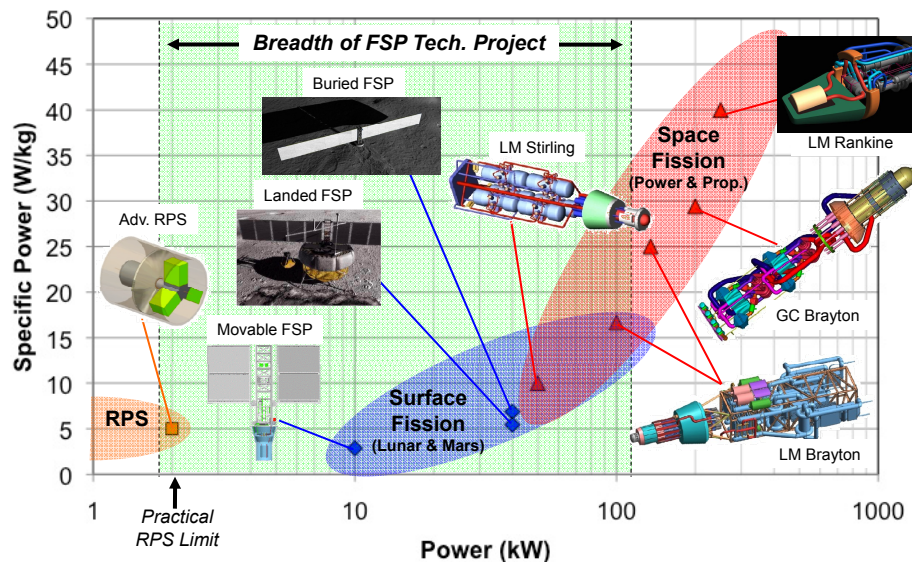 Breadth of FSP Tech. Project
Buried FSP
LM Stirling
Space
Fission
(Power & Prop.)
LM Rankine
Landed FSP
Adv. RPS
Movable FSP
GC Brayton
RPS
Surface
Fission
(Lunar & Mars)
LM Brayton
Specific Power (W/kg)
50
45
40
35
30
25
20
15
10
5
0
1
10
100
1000
Practical
RPS Limit
Power (kW)